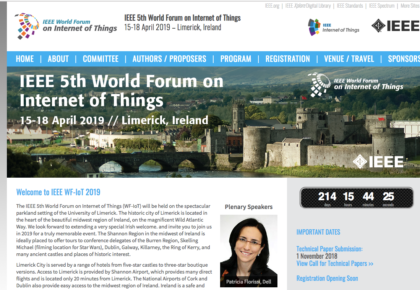 IEEE.org | IEEE Xplore Digital Library | IEEE Standards | IEEE Spectrum | More Sites
IEEE World Forum
on Internet of Things
IEEE 5th World Forum on Internet of Things
15-18 April 2019 – Limerick, Ireland
IEEE
Internet of Things
IEEE
HOME | ABOUT | COMMITTEE | AUTHORS / PROPOSERS | PROGRAM | REGISTRATION | VENUE / TRAVEL | SPONSORS
IEEE 5th World Forum on
Internet of Things
15-18 April 2019 // Limerick, Ireland
IEEE World Forum
on Internet of Things
IEEE
Welcome to IEEE WF-IoT 2019
The IEEE 5th World Forum on Internet of Things (WF-IoT) will be held on the spectacular
parkland setting of the University of Limerick. The historic city of Limerick is located in
the heart of the beautiful midwest region of Ireland, on the magnificent Wild Atlantic
Way. We look forward to extending a very special Irish welcome, and invite you to join us
in 2019 for a truly memorable event. The Shannon Region in the midwest of Ireland is
ideally placed to offer tours to conference delegates of the Burren Region, Skelling
Michael (filming location for Star Wars), Dublin, Galway, Killarney, the Ring of Kerry, and
many ancient castles and places of historic interest.
Limerick City is served by a range of hotels from five-star castles to three-star boutique
versions. Access to Limerick is provided by Shannon Airport, which provides many direct
flights and is located only 20 minutes from Limerick. The National Airports of Cork and
Dublin also provide easy access to the midwest region of Ireland. Ireland is a safe and
Plenary Speakers
Patricia Florissi, Dell
214 15 44 25
days hours minutes seconds
IMPORTANT DATES
Technical Paper Submission:
1 November 2018
View Call for Technical Papers >>
Registration Opening Soon